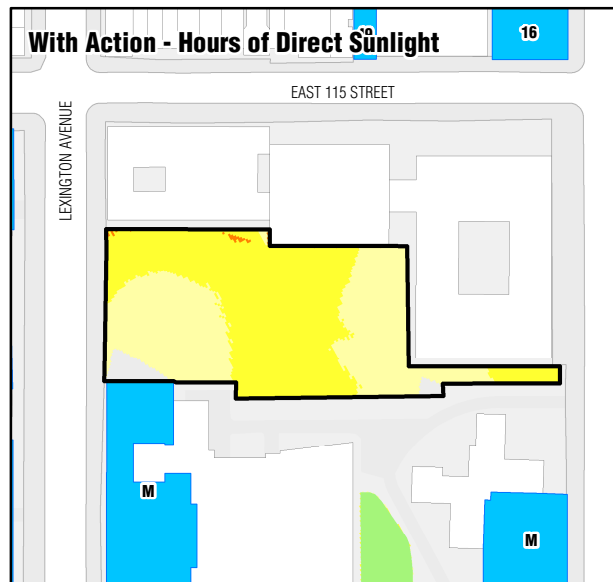 With Action - Hours of Direct Sunlight
16
EAST 115 STREET
LEXINGTON AVENUE
M
M